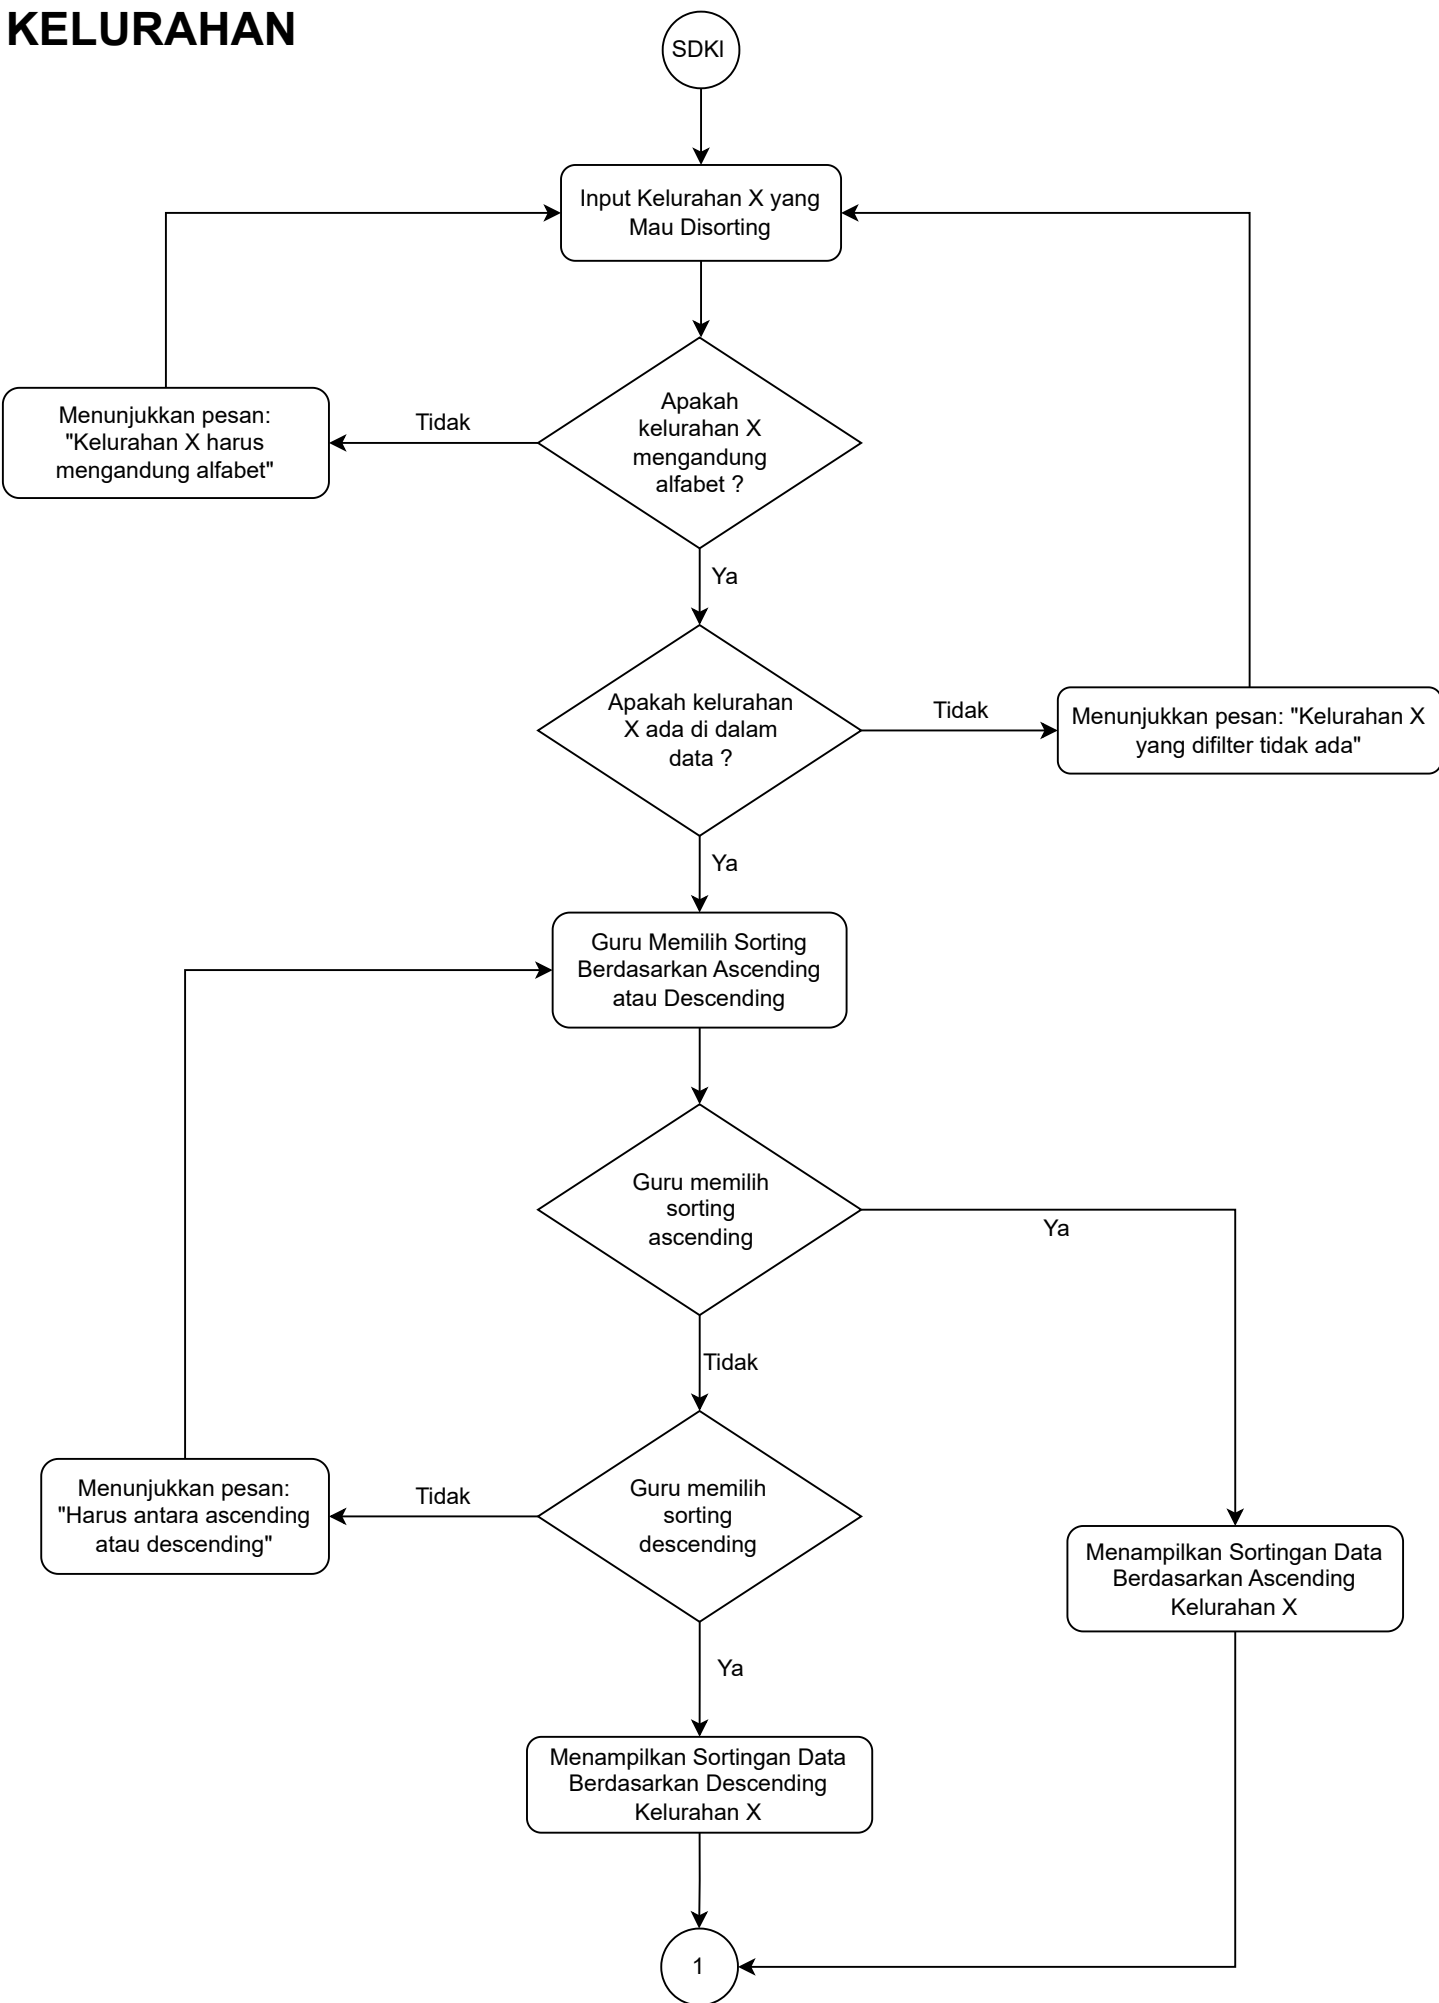 KELURAHAN
SDKl
Input Kelurahan X yang
Mau Disorting
Apakah
kelurahan X
mengandung
alfabet ?
Tidak
Menunjukkan pesan:
"Kelurahan X harus
mengandung alfabet"
Ya
Apakah kelurahan
X ada di dalam
data ?
Tidak
Menunjukkan pesan: "Kelurahan X
yang difilter tidak ada"
Ya
Guru Memilih Sorting
Berdasarkan Ascending
atau Descending
Guru memilih
sorting
ascending
Ya
Tidak
Guru memilih
sorting
descending
Tidak
Menunjukkan pesan:
"Harus antara ascending
atau descending"
Menampilkan Sortingan Data
Berdasarkan Ascending
Kelurahan X
Ya
Menampilkan Sortingan Data
Berdasarkan Descending
Kelurahan X
1